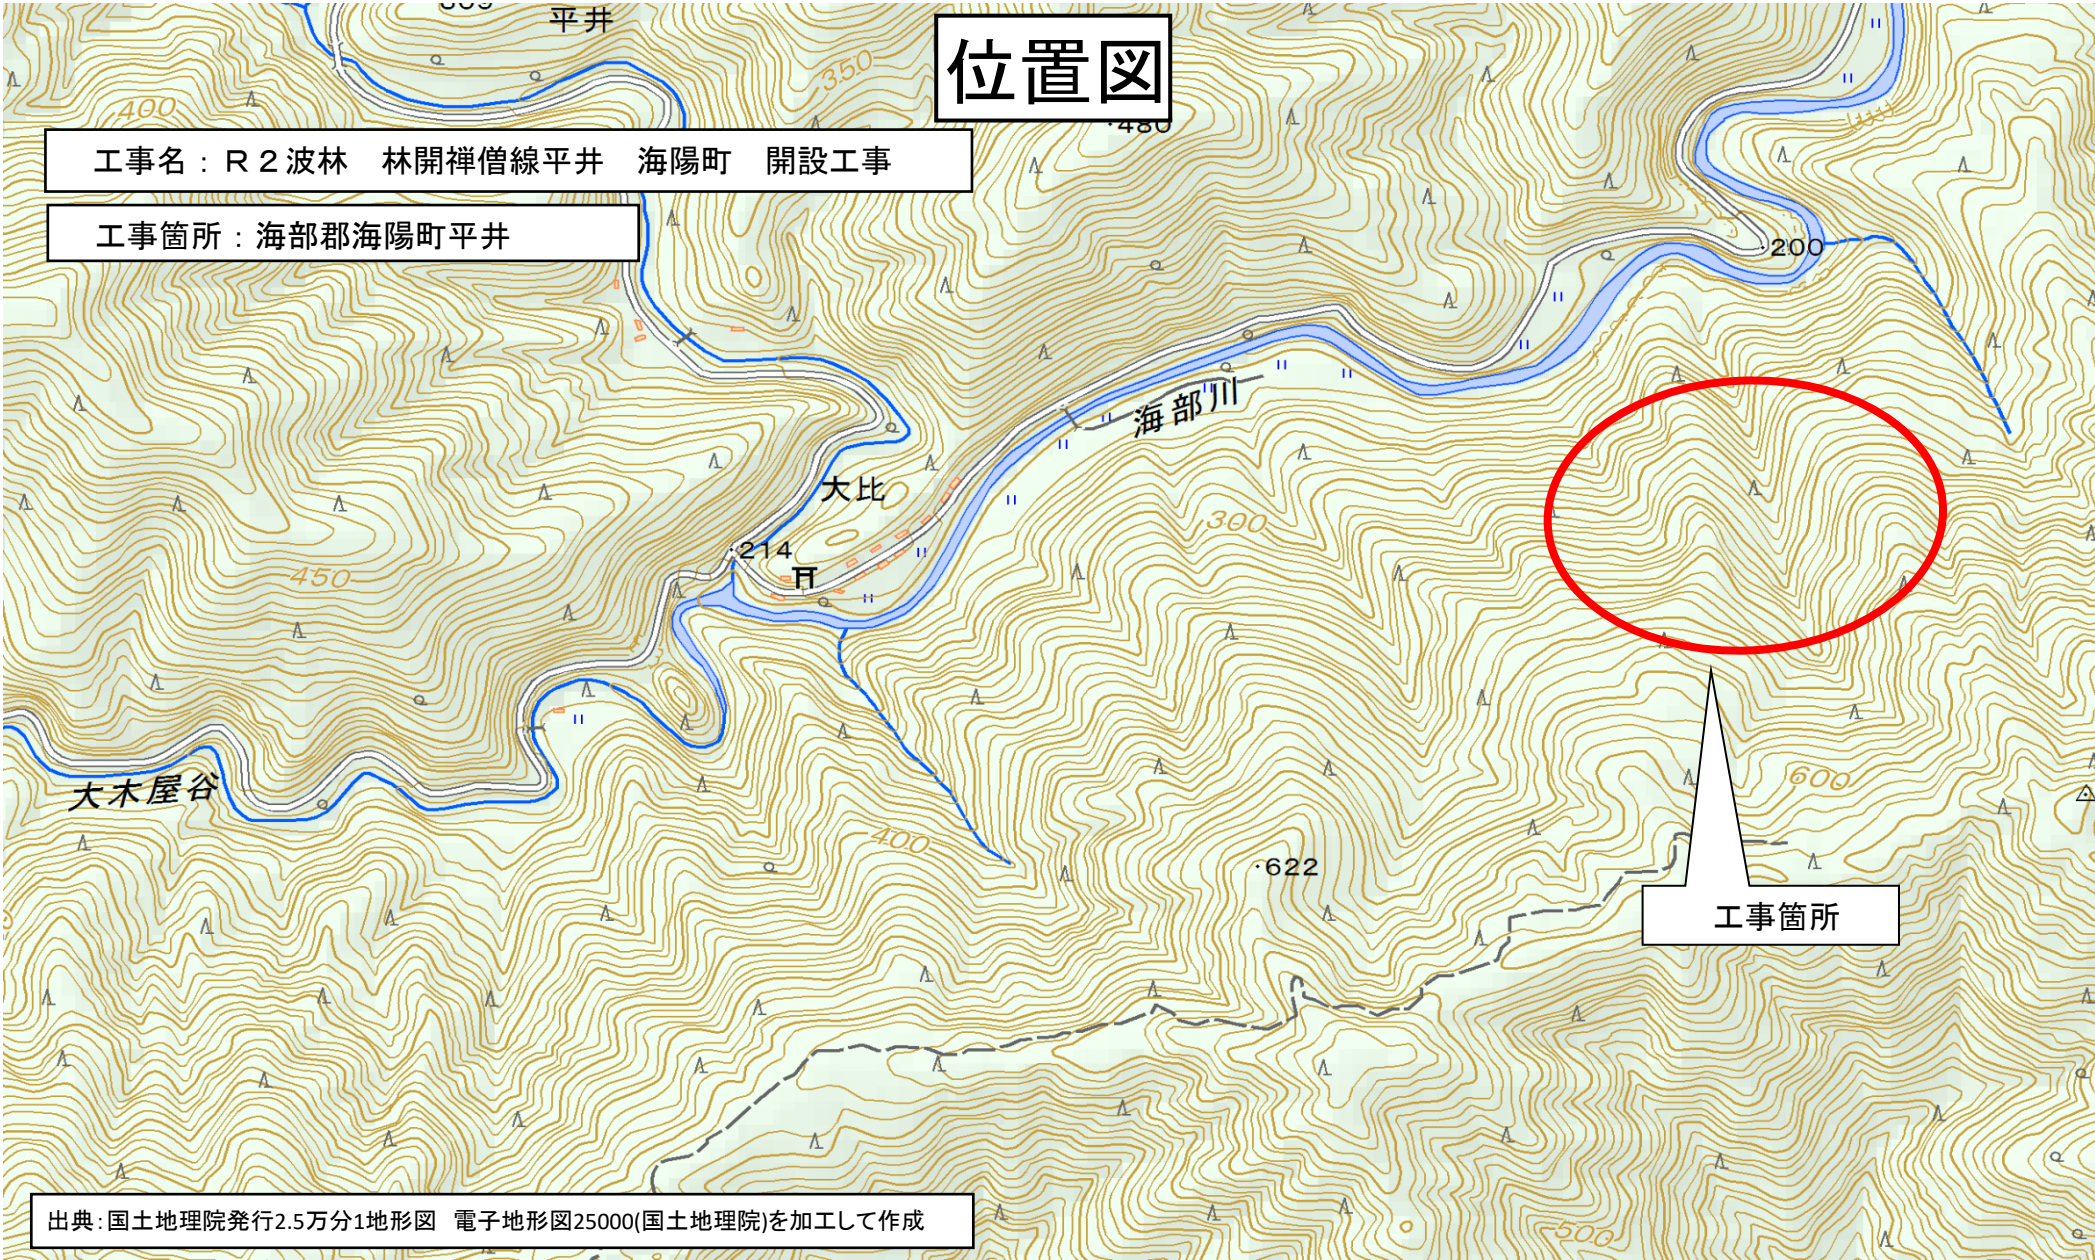 平井
位置図
350
400
480
工事名：Ｒ２波林　林開禅僧線平井　海陽町　開設工事
工事箇所：海部郡海陽町平井
200
海部川
大比
300
214
450
600
大木屋谷
400
622
工事箇所
出典：国土地理院発行2.5万分1地形図　電子地形図25000(国土地理院)を加工して作成
500